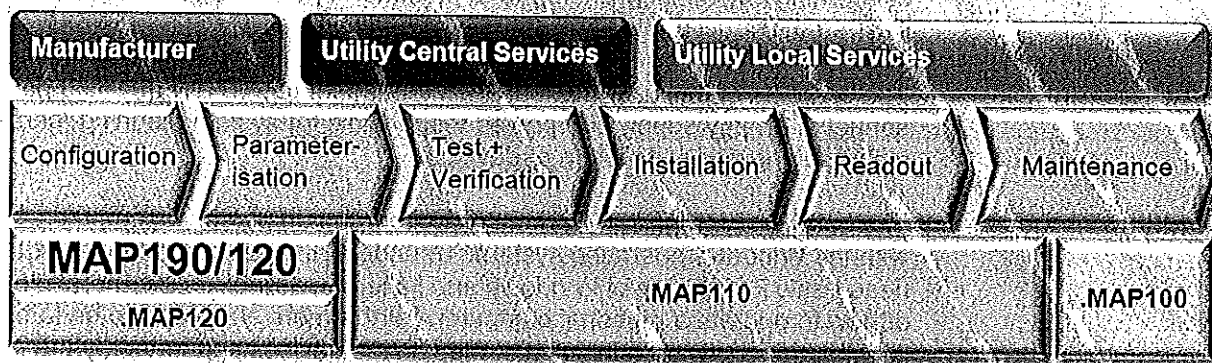 Manufacturer
Utility Central Services
Utility Local Services
Configuration
Parameter-
isation
Test +
Verification
Installation
Readout
Maintenance
MAP190/120
.MAP120
.MAP110
.MAP100